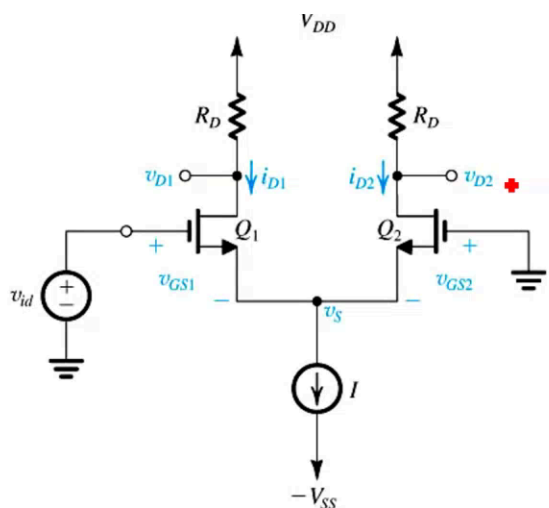 V_DD
R_D R_D
v_D1 i_D1 i_D2 v_D2
Q_1 Q_2
+ +
v_GS1 v_GS2
v_id + −
− −
v_S
I
−V_SS